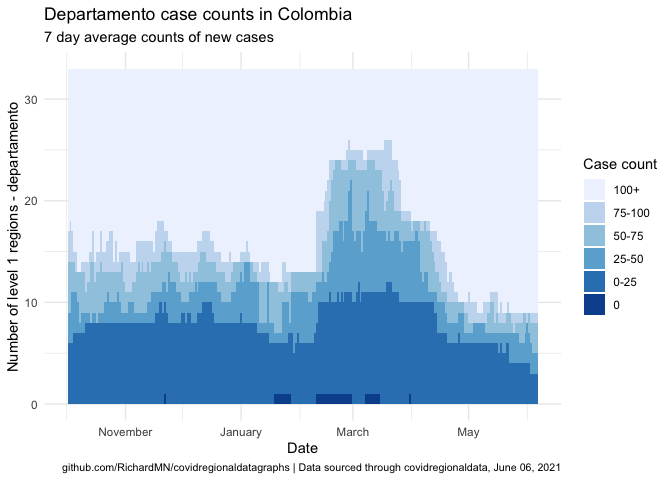 Departamento case counts in Colombia
7 day average counts of new cases
Number of level 1 regions - departamento
30
20
10
0
November
January
March
May
Date
Case count
100+
75-100
50-75
25-50
0-25
0
github.com/RichardMN/covidregionaldatagraphs | Data sourced through covidregionaldata, June 06, 2021